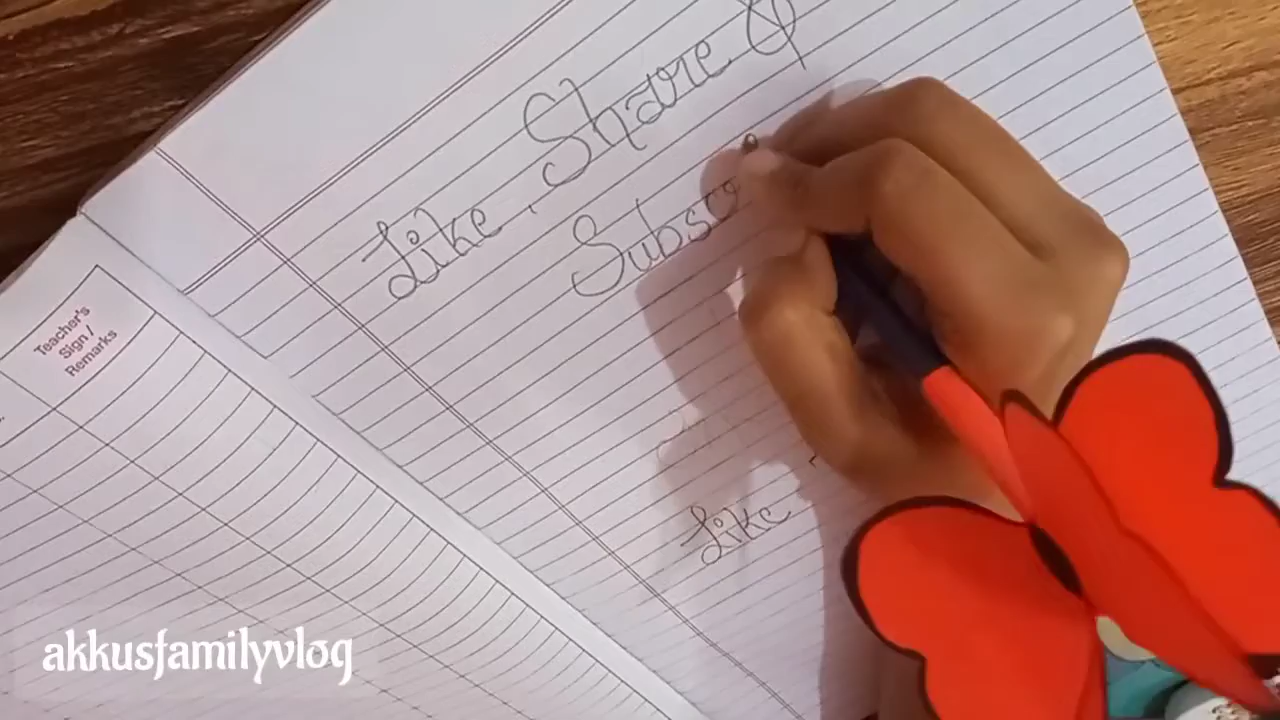 Like, Share &
Subsc
Like
Teacher's
Sign /
Remarks
akkusfamilyvlog